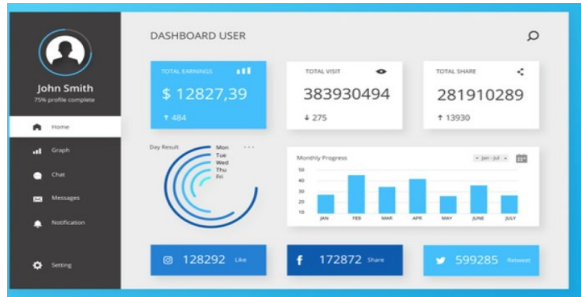 DASHBOARD USER
John Smith
75% profile complete
Home
Graph
Chat
Messages
Notification
Setting
TOTAL EARNINGS
$ 12827,39
↑ 484
TOTAL VISIT
383930494
↓ 275
TOTAL SHARE
281910289
↑ 13930
Day Result
Mon
Tue
Wed
Thu
Fri
Monthly Progress
Jan - Jul
50
40
30
20
10
JAN FEB MAR APR MAY JUNE JULY
128292 Like
172872 Share
599285 Retweet